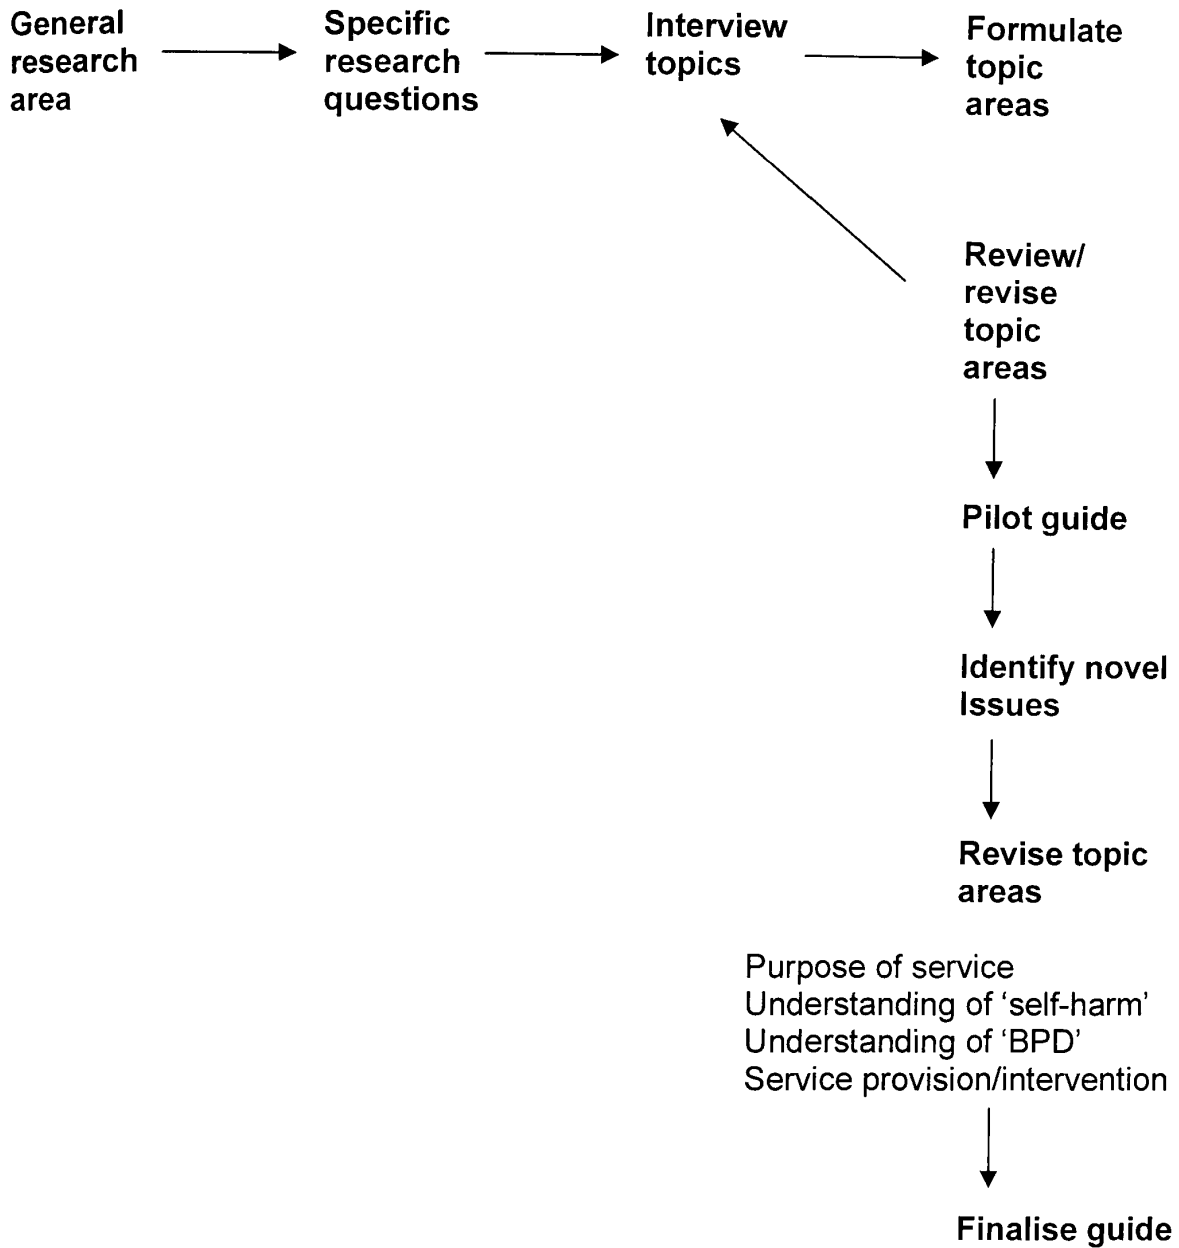 General
research
area
Specific
research
questions
Interview
topics
Formulate
topic
areas
Review/
revise
topic
areas
Pilot guide
Identify novel
Issues
Revise topic
areas
Purpose of service
Understanding of ‘self-harm’
Understanding of ‘BPD’
Service provision/intervention
Finalise guide